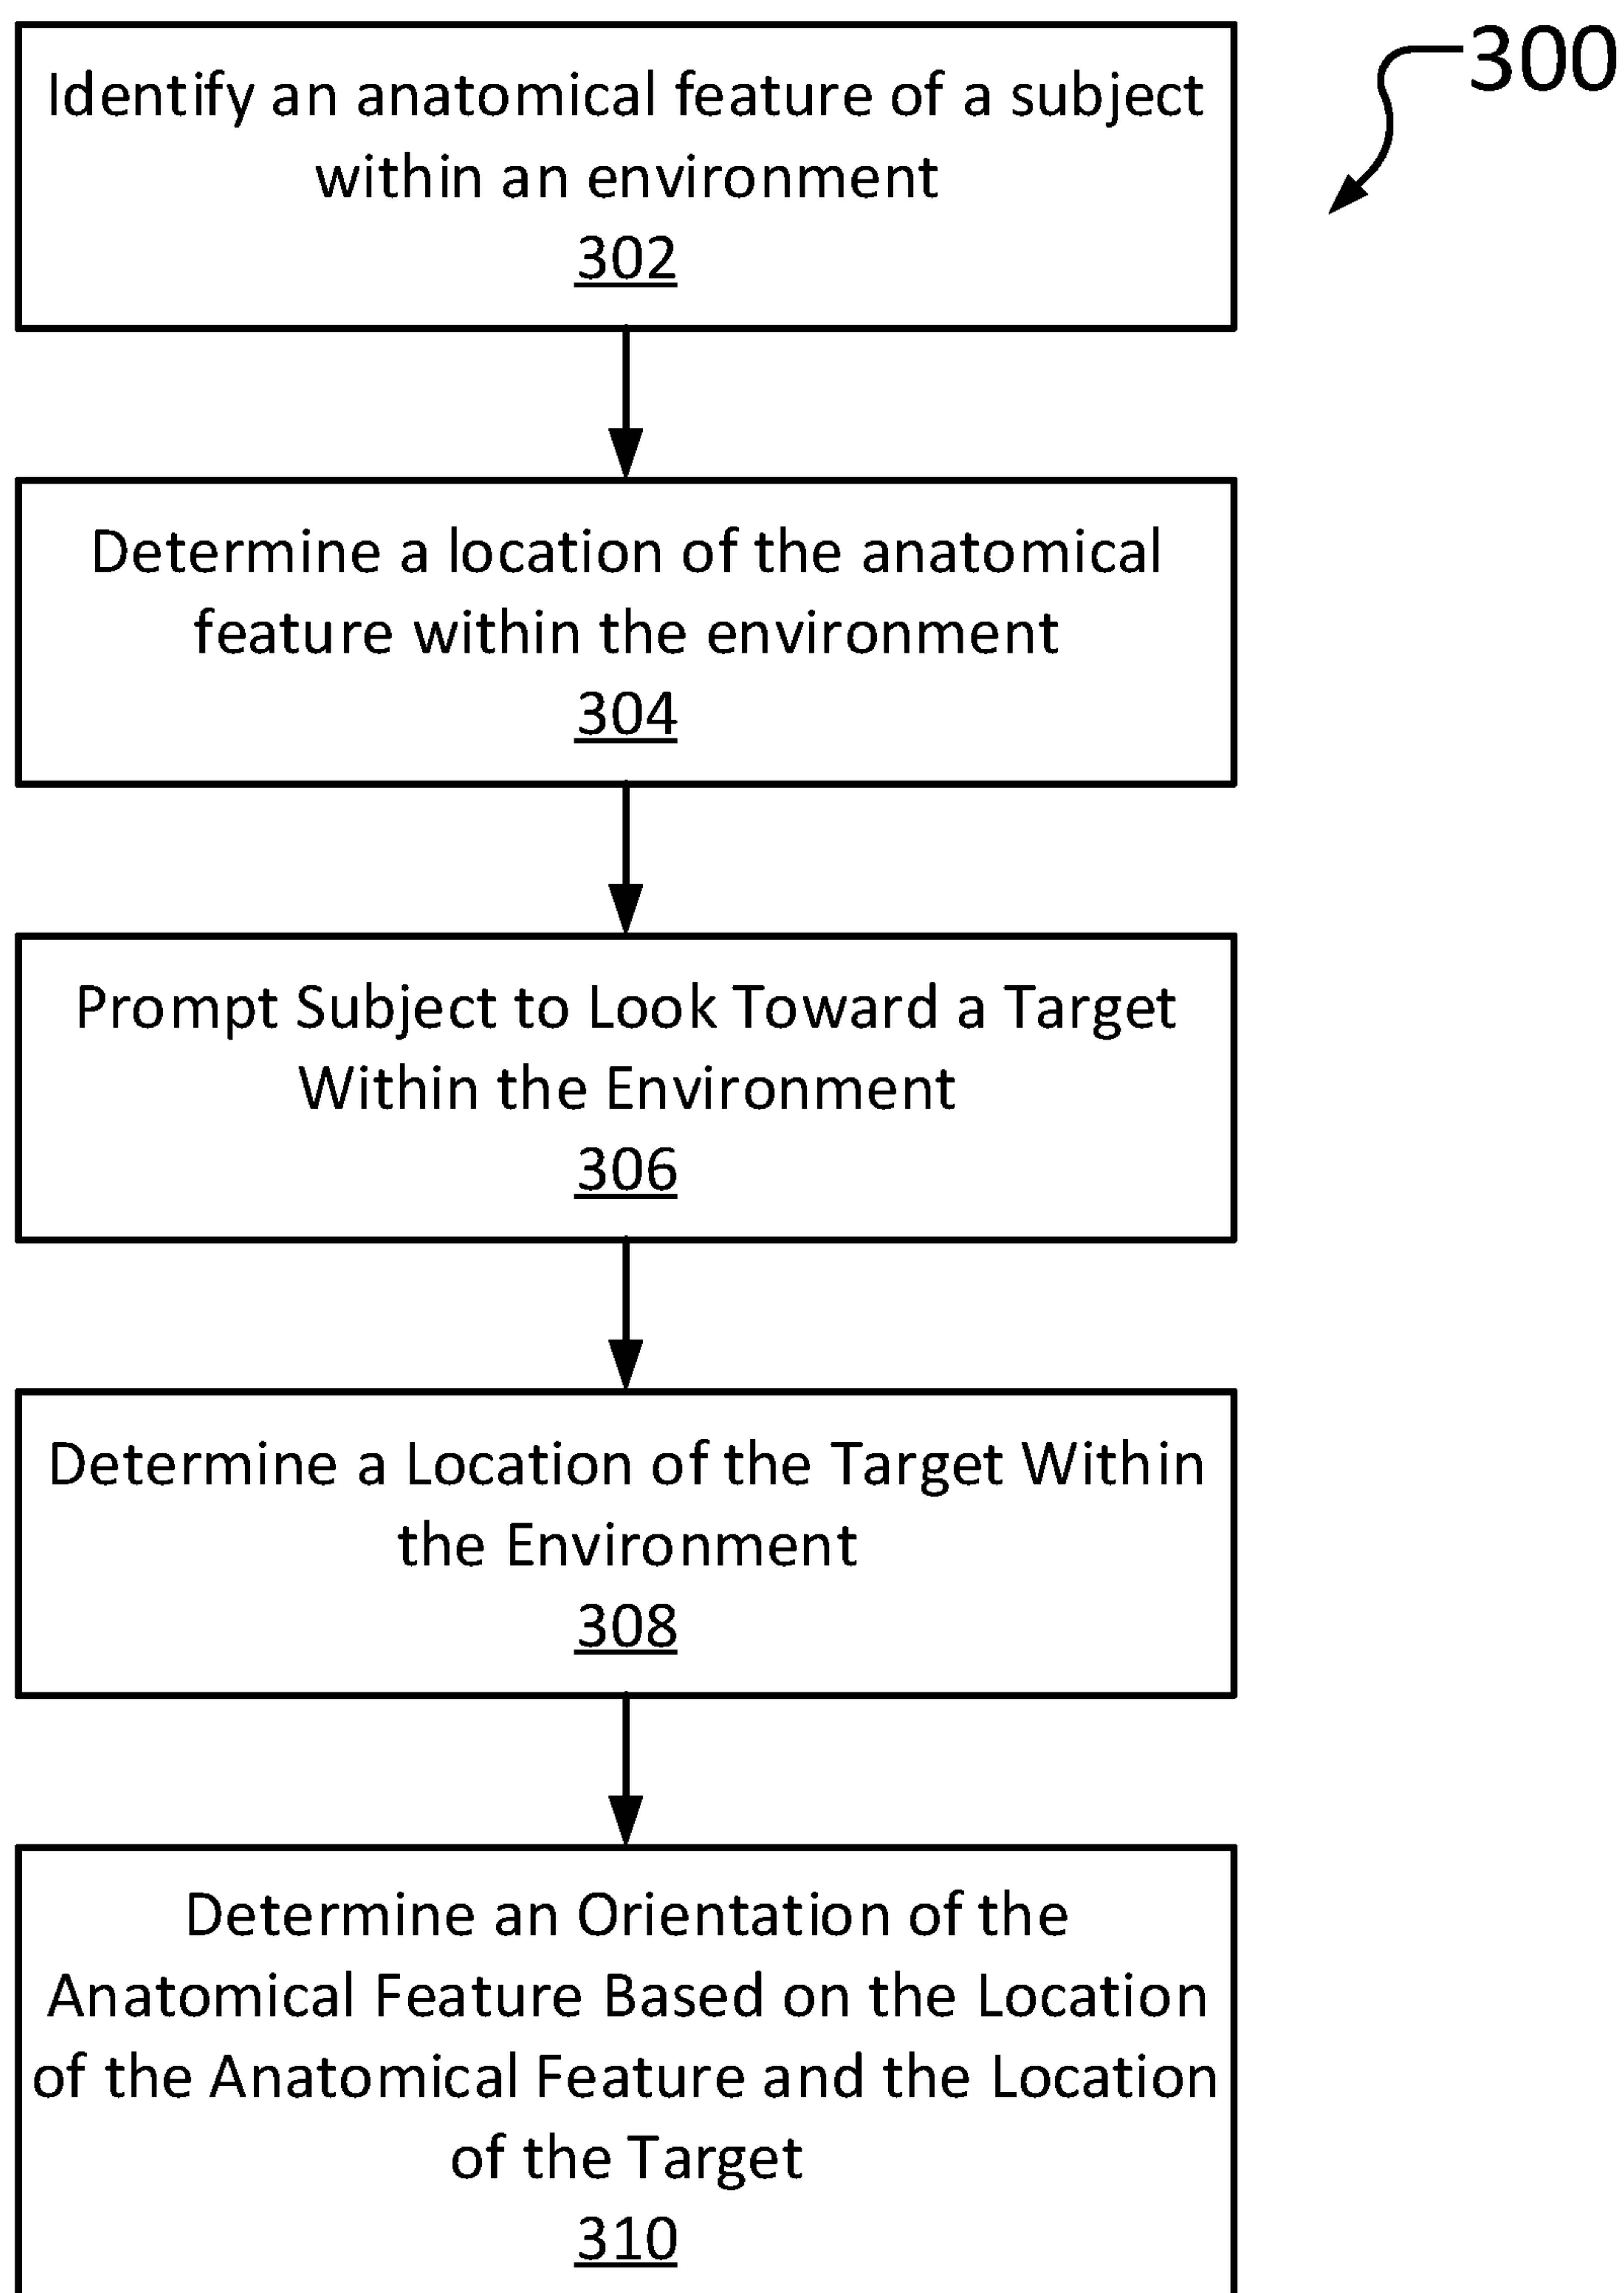 300
Identify an anatomical feature of a subject
within an environment
302
Determine a location of the anatomical
feature within the environment
304
Prompt Subject to Look Toward a Target
Within the Environment
306
Determine a Location of the Target Within
the Environment
308
Determine an Orientation of the
Anatomical Feature Based on the Location
of the Anatomical Feature and the Location
of the Target
310